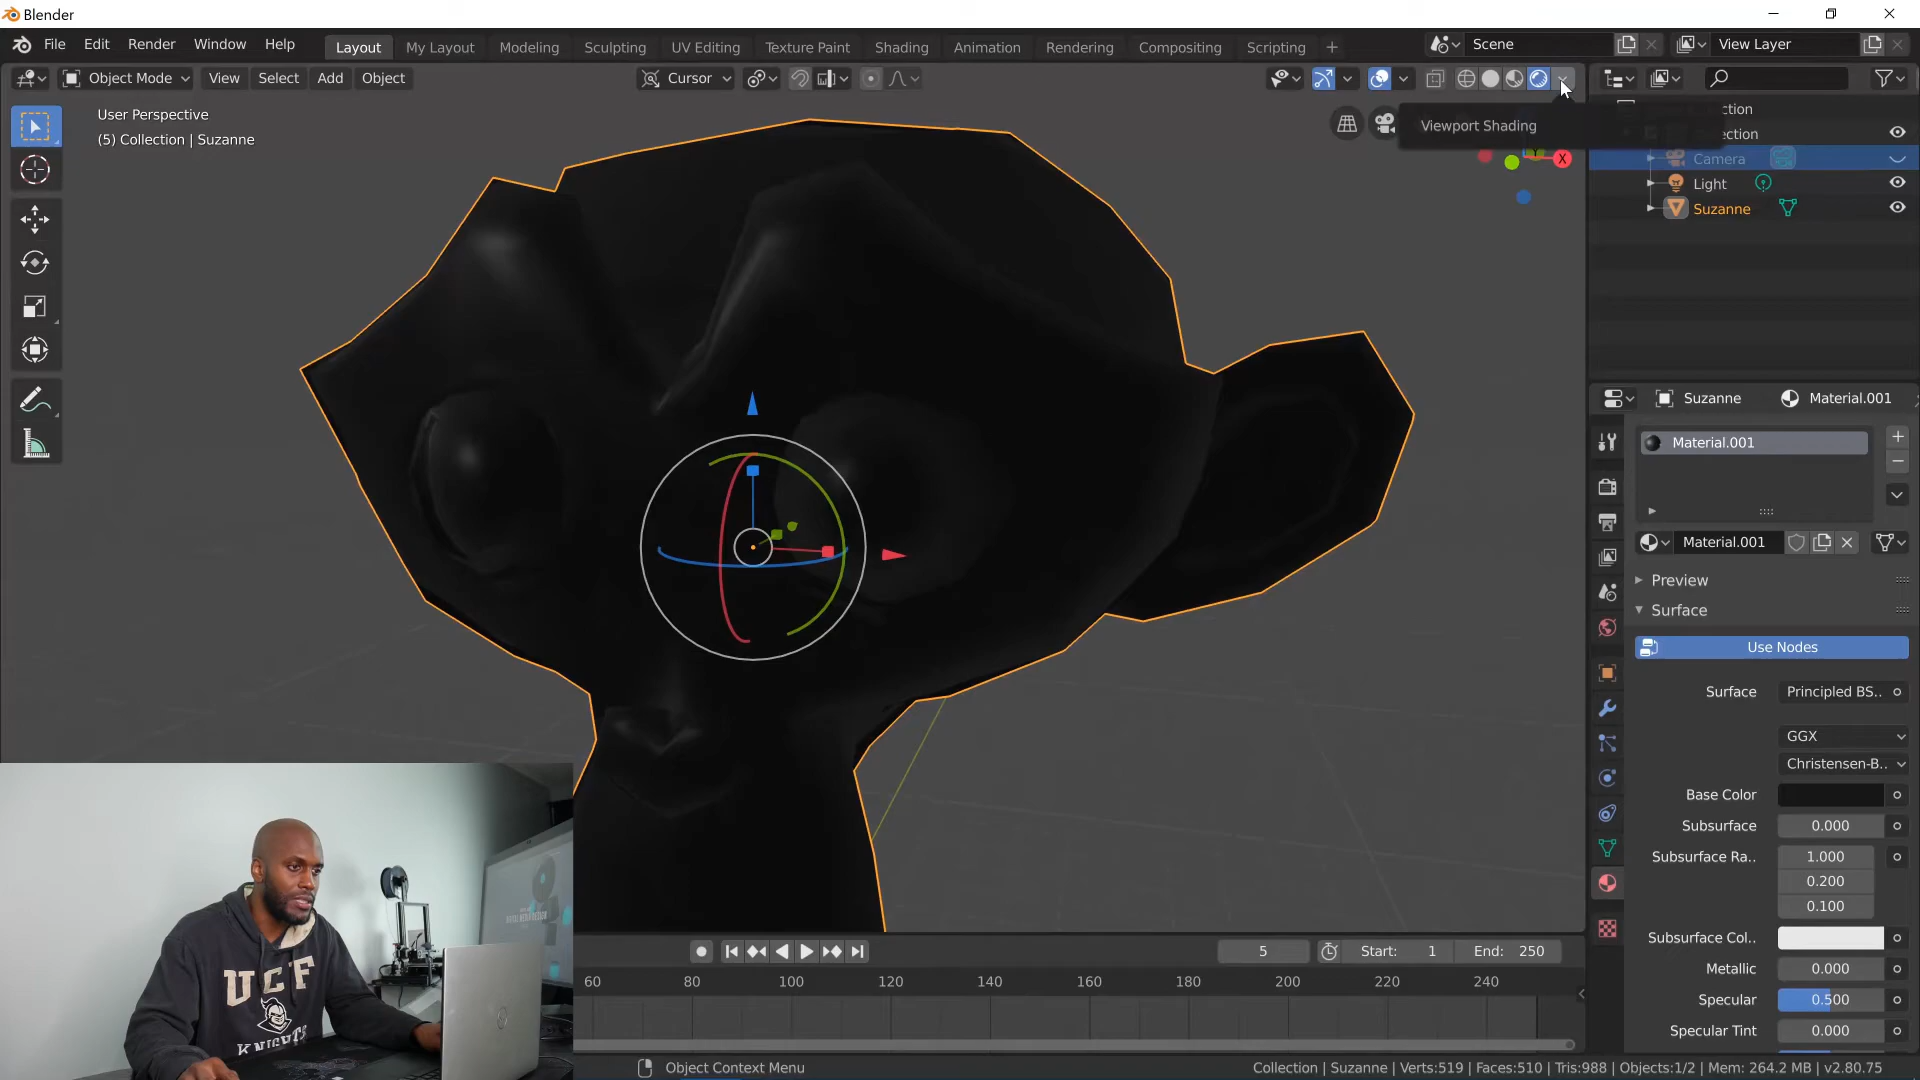 Blender
File Edit Render Window Help
Layout My Layout Modeling Sculpting UV Editing Texture Paint Shading Animation Rendering Compositing Scripting +
Scene
View Layer
Object Mode View Select Add Object
Cursor
User Perspective
(5) Collection | Suzanne
Viewport Shading
X
ction
ection
Camera
Light
Suzanne
Suzanne Material.001
Material.001
Material.001
Preview
Surface
Use Nodes
Surface Principled BS..
GGX
Christensen-B..
Base Color
Subsurface 0.000
Subsurface Ra.. 1.000
0.200
0.100
Subsurface Col..
Metallic 0.000
Specular 0.500
Specular Tint 0.000
UCF
KNIGHTS
5 Start: 1 End: 250
60 80 100 120 140 160 180 200 220 240
Object Context Menu
Collection | Suzanne | Verts:519 | Faces:510 | Tris:988 | Objects:1/2 | Mem: 264.2 MB | v2.80.75